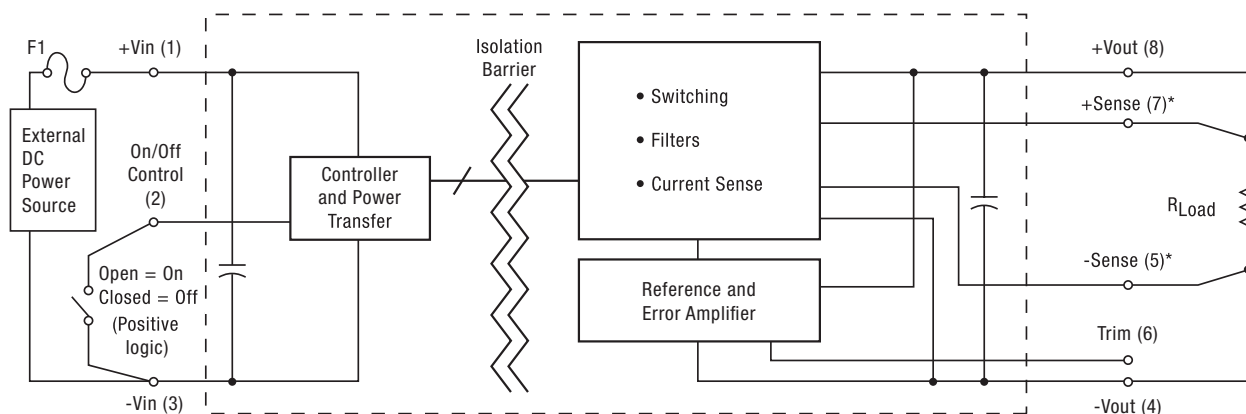 F1
+Vin (1)
External
DC
Power
Source
On/Off
Control
(2)
Open = On
Closed = Off
(Positive
logic)
-Vin (3)
Controller
and Power
Transfer
Isolation
Barrier
• Switching
• Filters
• Current Sense
Reference and
Error Amplifier
+Vout (8)
+Sense (7)*
RLoad
-Sense (5)*
Trim (6)
-Vout (4)